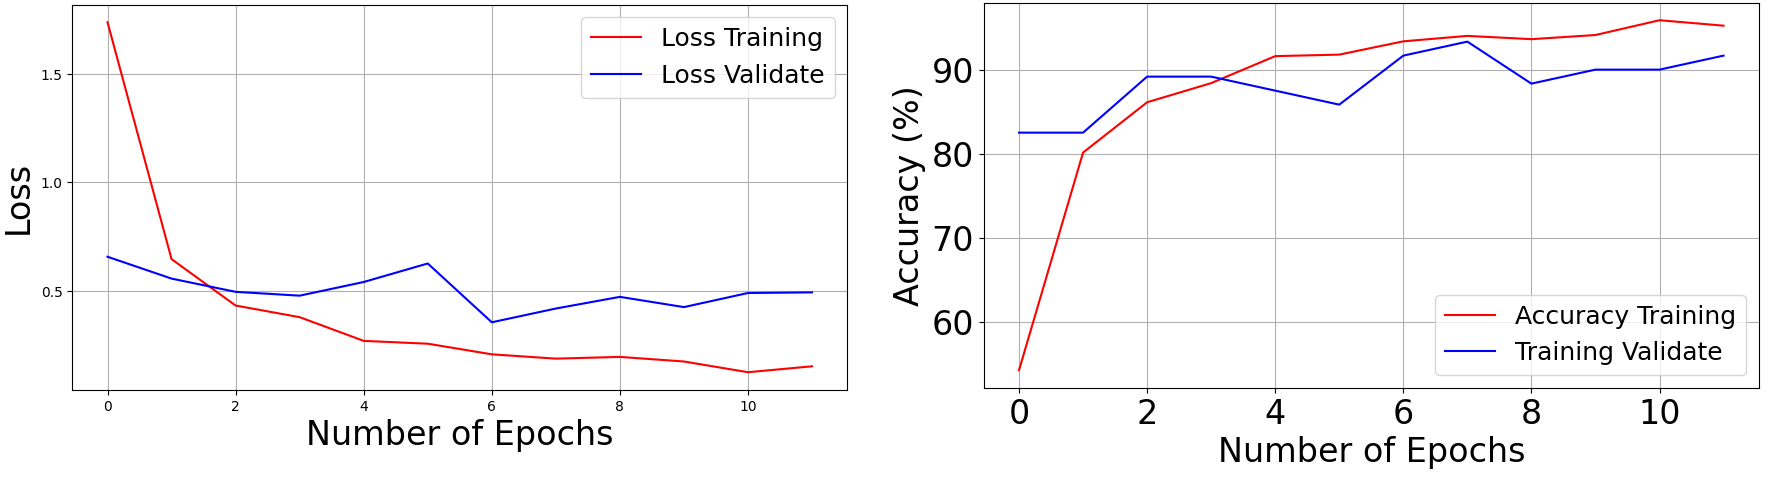 Loss Training
Loss Validate
1.5
1.0
0.5
Loss
0 2 4 6 8 10
Number of Epochs
90
80
70
60
Accuracy (%)
Accuracy Training
Training Validate
0 2 4 6 8 10
Number of Epochs